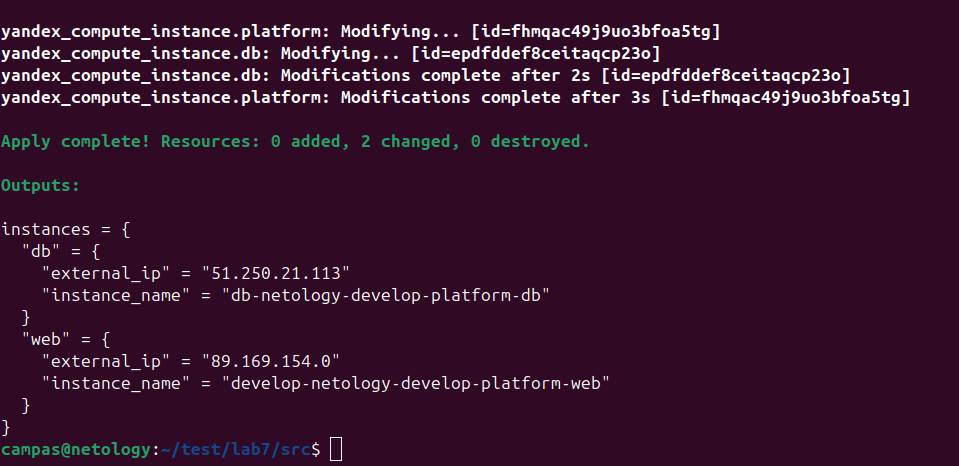 yandex_compute_instance.platform: Modifying... [id=fhmqac49j9uo3bfoa5tg]
yandex_compute_instance.db: Modifying... [id=epdfddef8ceitaqcp23o]
yandex_compute_instance.db: Modifications complete after 2s [id=epdfddef8ceitaqcp23o]
yandex_compute_instance.platform: Modifications complete after 3s [id=fhmqac49j9uo3bfoa5tg]
Apply complete! Resources: 0 added, 2 changed, 0 destroyed.
Outputs:
instances = {
  "db" = {
    "external_ip" = "51.250.21.113"
    "instance_name" = "db-netology-develop-platform-db"
  }
  "web" = {
    "external_ip" = "89.169.154.0"
    "instance_name" = "develop-netology-develop-platform-web"
  }
}
campas@netology:~/test/lab7/src$